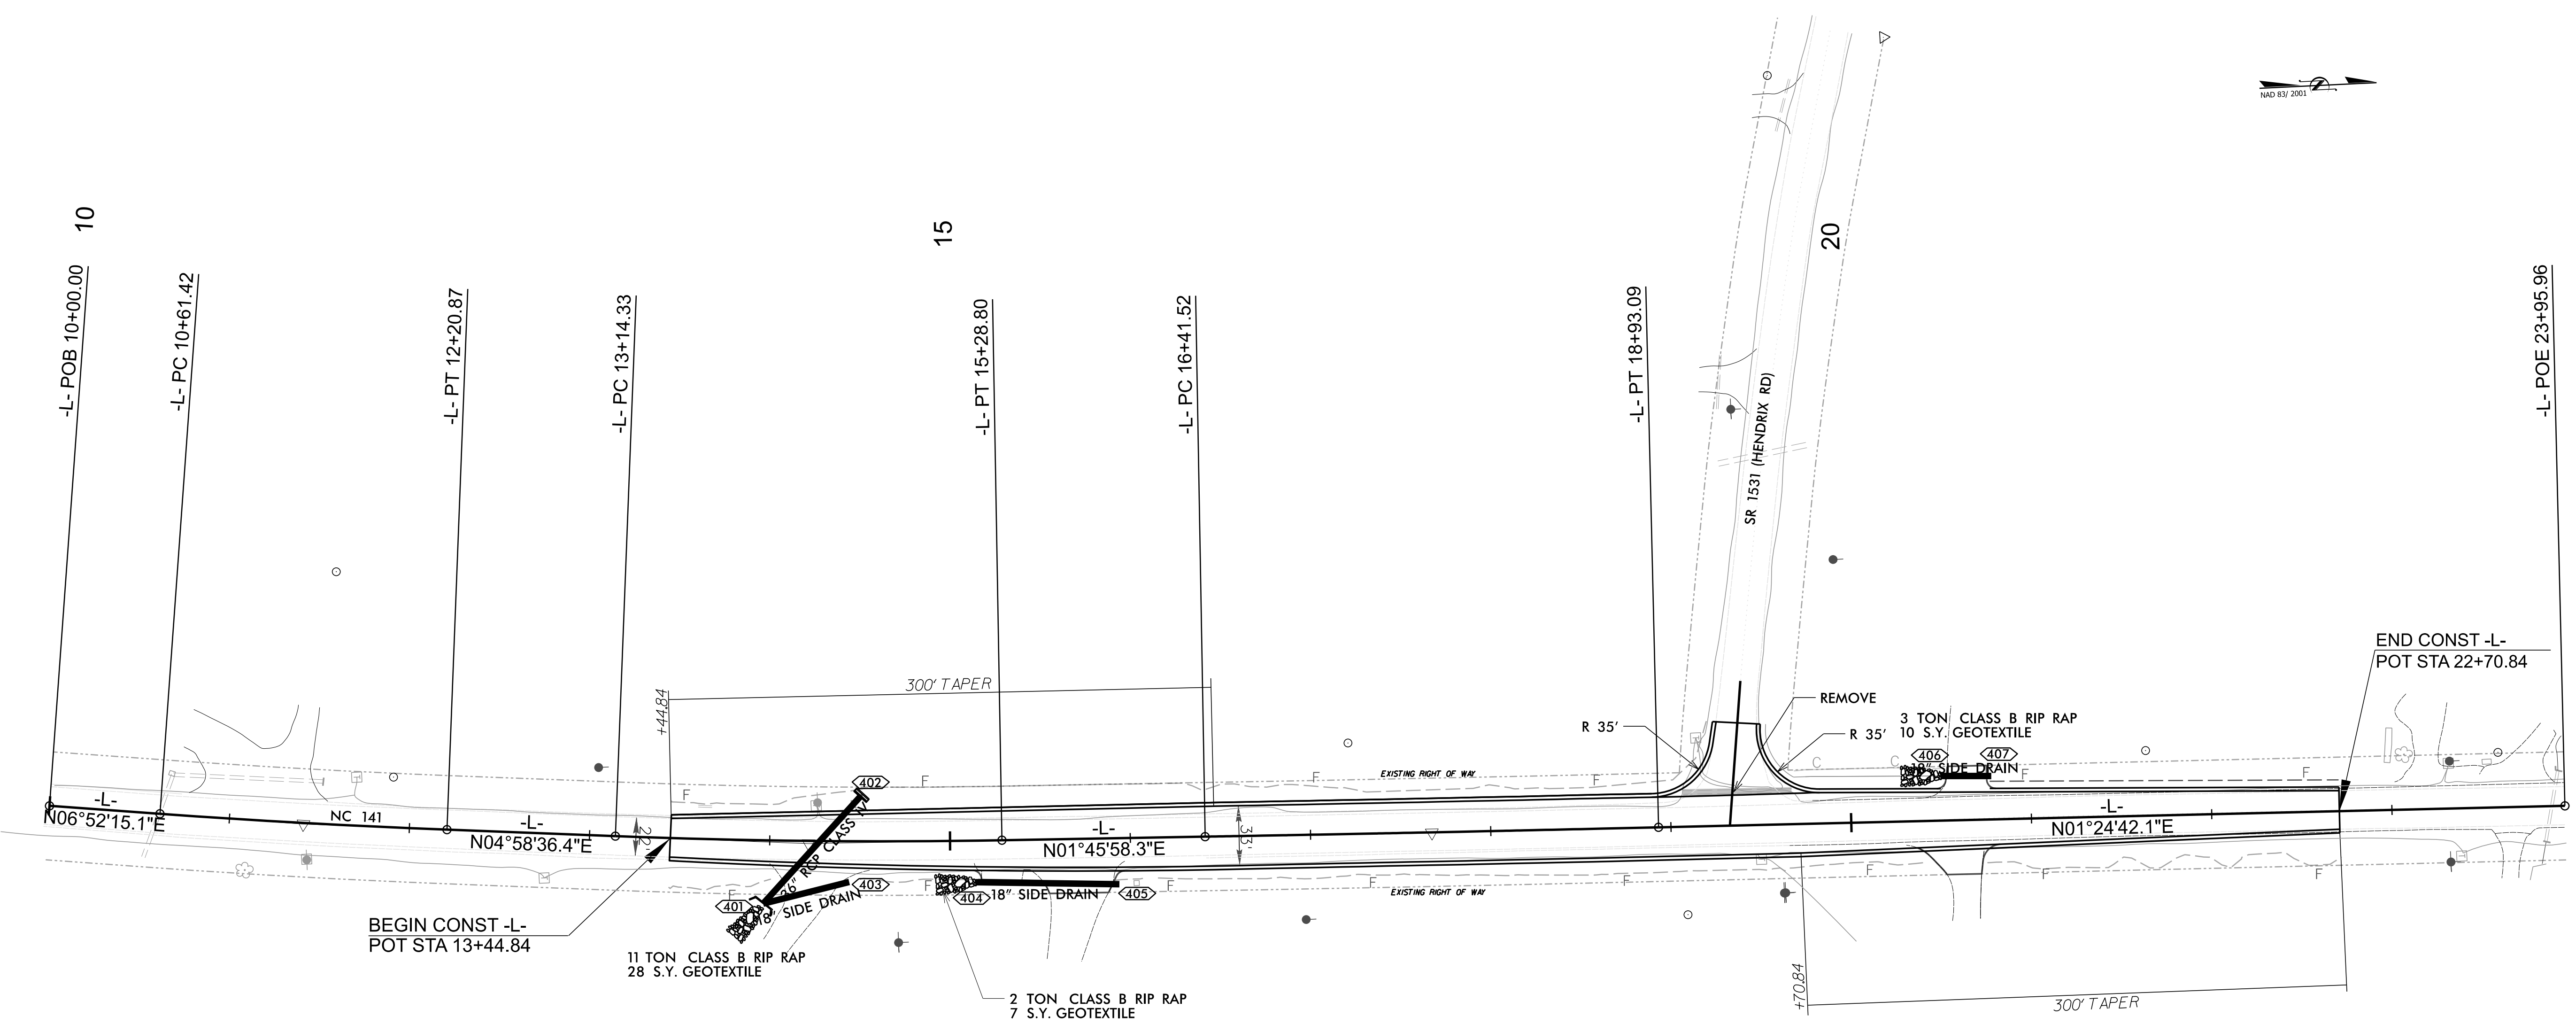 NAD 83/ 2001
10
15
20
-L- POB 10+00.00
-L- PC 10+61.42
-L- PT 12+20.87
-L- PC 13+14.33
-L- PT 15+28.80
-L- PC 16+41.52
-L- PT 18+93.09
-L- POE 23+95.96
SR 1531 (HENDRIX RD)
END CONST -L-
POT STA 22+70.84
300' TAPER
+44.84
REMOVE
R 35'
R 35'
3 TON CLASS B RIP RAP
10 S.Y. GEOTEXTILE
406
407
18" SIDE DRAIN
C
C
F
F
402
F
F
EXISTING RIGHT OF WAY
F
F
-L-
N06°52'15.1"E
NC 141
-L-
N04°58'36.4"E
22'
36" RCP CLASS IV
-L-
N01°45'58.3"E
33'
-L-
N01°24'42.1"E
401
F
403
18" SIDE DRAIN
F
404
18" SIDE DRAIN
405
F
F
EXISTING RIGHT OF WAY
F
F
F
F
BEGIN CONST -L-
POT STA 13+44.84
11 TON CLASS B RIP RAP
28 S.Y. GEOTEXTILE
2 TON CLASS B RIP RAP
7 S.Y. GEOTEXTILE
+70.84
300' TAPER